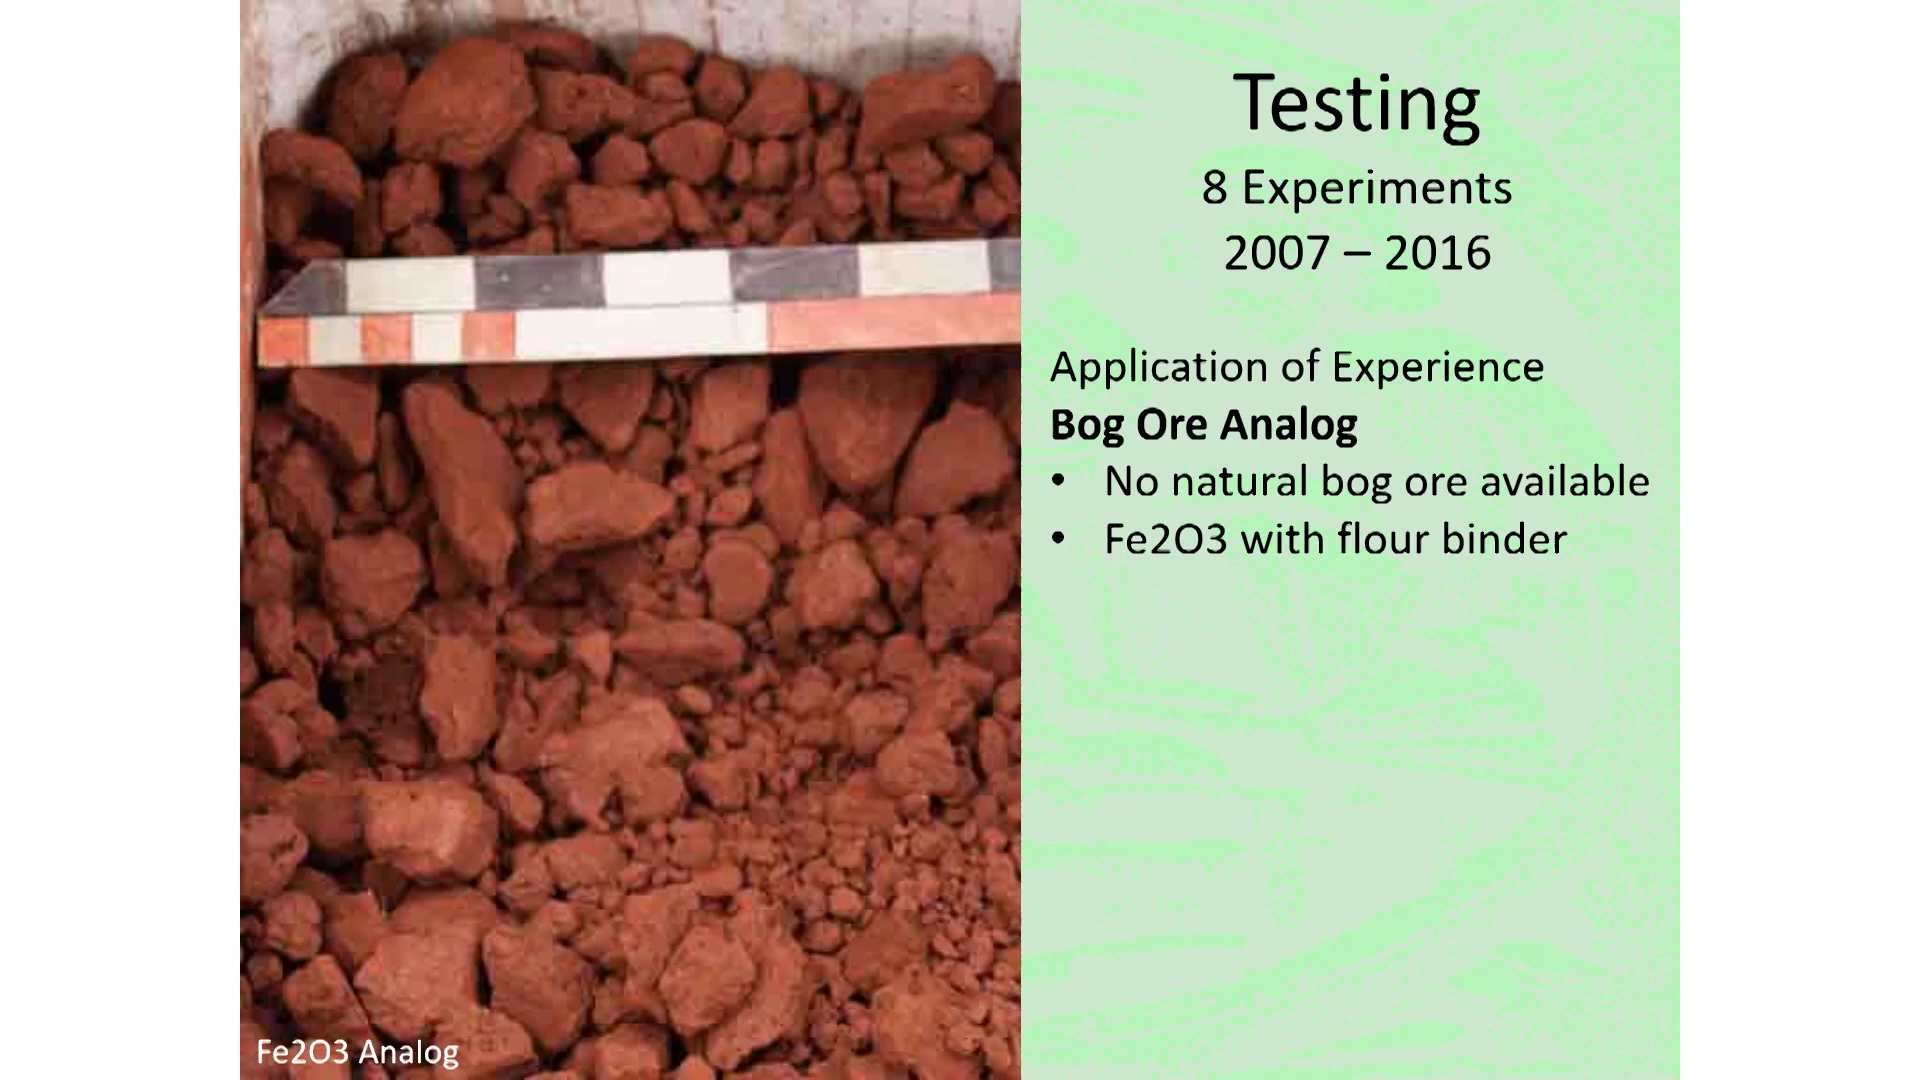 Testing
8 Experiments
2007 – 2016
Application of Experience
Bog Ore Analog
• No natural bog ore available
• Fe2O3 with flour binder
Fe2O3 Analog